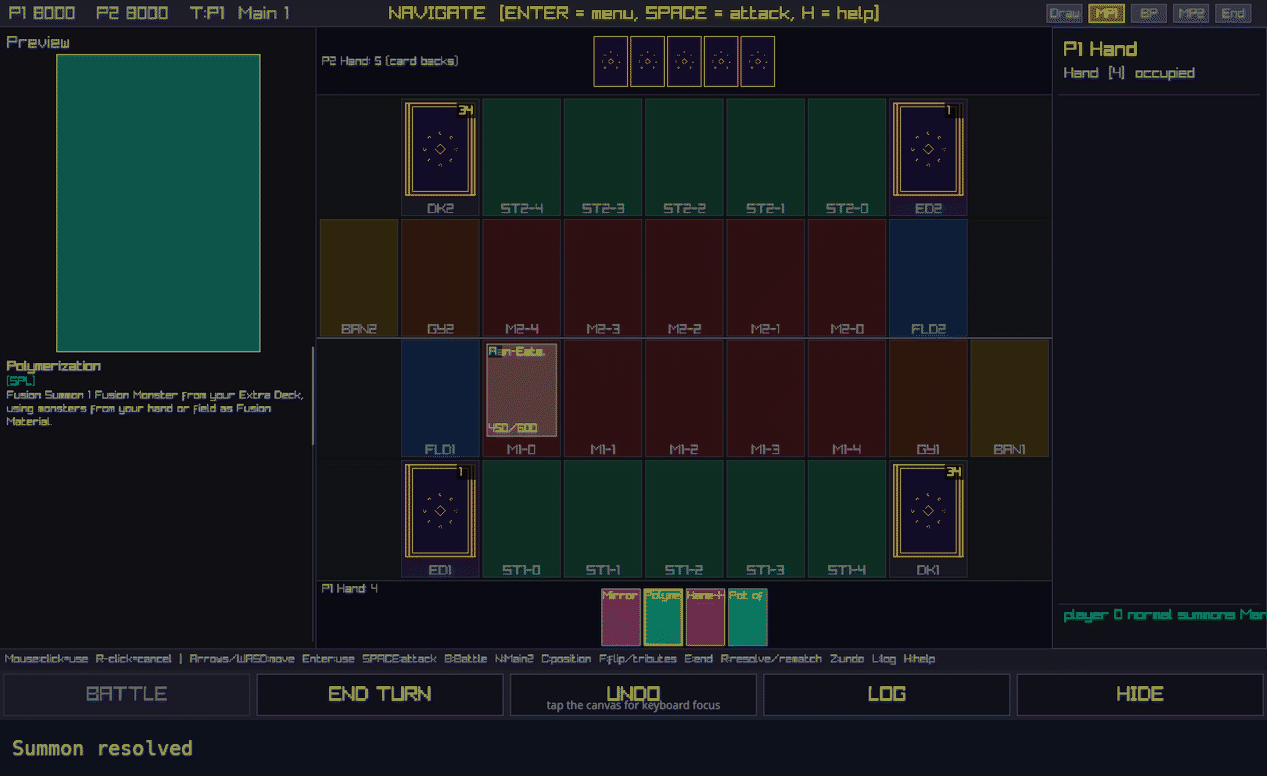 P1 8000 P2 8000 T:P1 Main 1
NAVIGATE [ENTER = menu, SPACE = attack, H = help]
Draw MP1 BP MP2 End
Preview
P2 Hand: 5 (card backs)
P1 Hand
Hand [4] occupied
34
1
DK2 ST2-4 ST2-3 ST2-2 ST2-1 ST2-0 ED2
BAN2 GY2 M2-4 M2-3 M2-2 M2-1 M2-0 FLD2
Polymerization
[SPL]
Fusion Summon 1 Fusion Monster from your Extra Deck,
using monsters from your hand or field as Fusion
Material.
450/600
FLD1 M1-0 M1-1 M1-2 M1-3 M1-4 GY1 BAN1
1
34
ED1 ST1-0 ST1-1 ST1-2 ST1-3 ST1-4 DK1
P1 Hand: 4
Mirror Polyme Pot of
player 0 normal summons Man
Mouse:click=use R-click=cancel | Arrows/WASD:move Enter:use SPACE:attack B:Battle N:Main2 C:position F:flip/tributes E:end R:resolve/rematch Z:undo L:log H:help
BATTLE
END TURN
UNDO
LOG
HIDE
tap the canvas for keyboard focus
Summon resolved